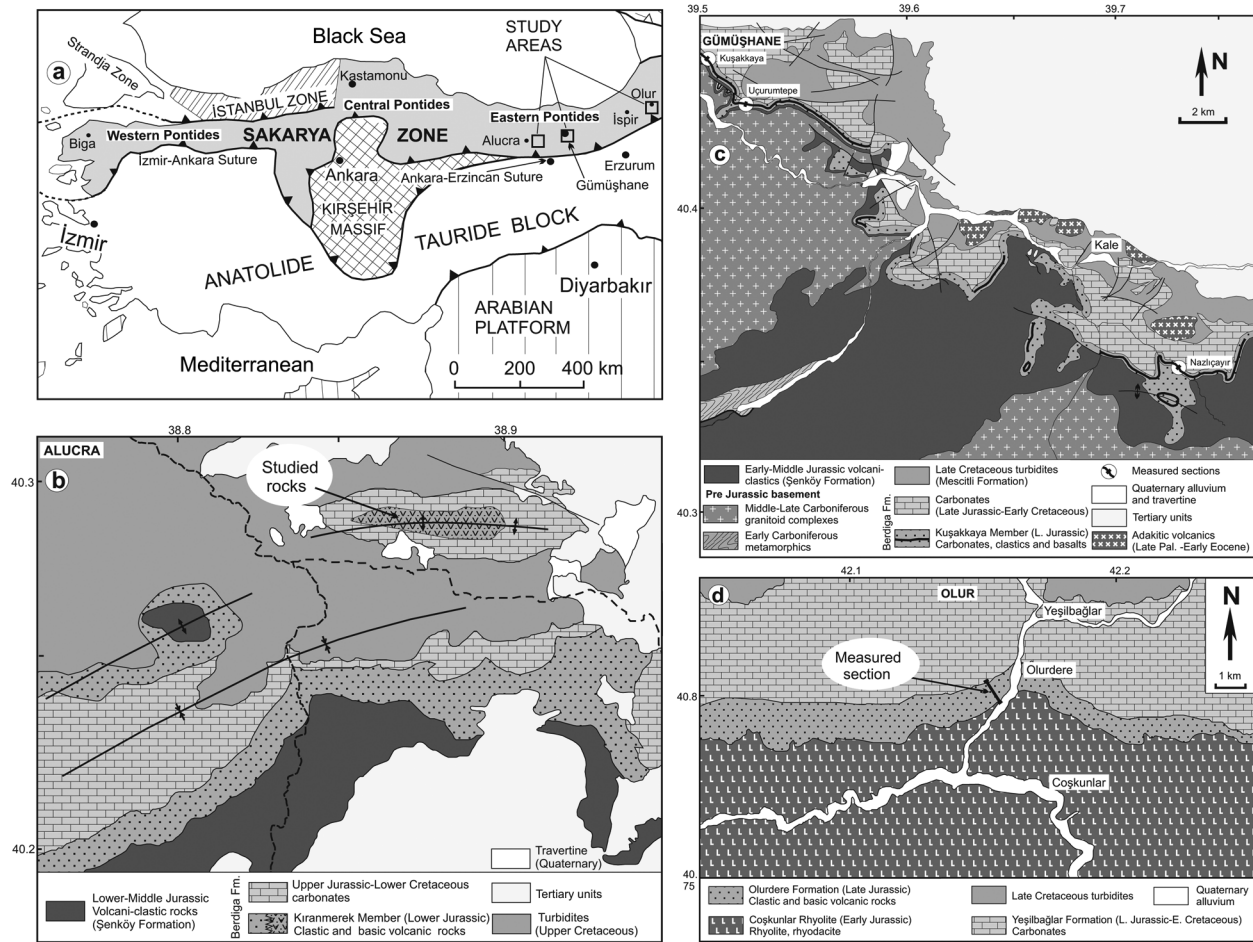 a
Black Sea
STUDY
AREAS
Strandja Zone
İSTANBUL ZONE
Kastamonu
Central Pontides
Olur
Western Pontides
SAKARYA
ZONE
Eastern Pontides
İspir
Biga
Alucra
İzmir-Ankara Suture
Ankara
Ankara-Erzincan Suture
Erzurum
Gümüşhane
İzmir
KIRŞEHİR
MASSIF
TAURIDE BLOCK
ANATOLIDE
Diyarbakır
ARABIAN
PLATFORM
Mediterranean
0 200 400 km
38.8
38.9
ALUCRA
b
Studied
rocks
40.3
40.2
Travertine
(Quaternary)
Lower-Middle Jurassic
Volcani-clastic rocks
(Şenköy Formation)
Berdiga Fm.
Upper Jurassic-Lower Cretaceous
carbonates
Kıranmerek Member (Lower Jurassic)
Clastic and basic volcanic rocks
Tertiary units
Turbidites
(Upper Cretaceous)
39.5
39.6
39.7
GÜMÜŞHANE
Kuşakkaya
Uçurumtepe
N
2 km
c
40.4
Kale
Nazlıçayır
40.3
Early-Middle Jurassic volcani-
clastics (Şenköy Formation)
Pre Jurassic basement
Middle-Late Carboniferous
granitoid complexes
Early Carboniferous
metamorphics
Late Cretaceous turbidites
(Mescitli Formation)
Berdiga Fm.
Carbonates
(Late Jurassic-Early Cretaceous)
Kuşakkaya Member (L. Jurassic)
Carbonates, clastics and basalts
Measured sections
Quaternary alluvium
and travertine
Tertiary units
Adakitic volcanics
(Late Pal. -Early Eocene)
42.1
42.2
d
OLUR
Yeşilbağlar
N
1 km
Measured
section
Olurdere
40.8
Coşkunlar
40.
75
Olurdere Formation (Late Jurassic)
Clastic and basic volcanic rocks
Coşkunlar Rhyolite (Early Jurassic)
Rhyolite, rhyodacite
Late Cretaceous turbidites
Yeşilbağlar Formation (L. Jurassic-E. Cretaceous)
Carbonates
Quaternary
alluvium